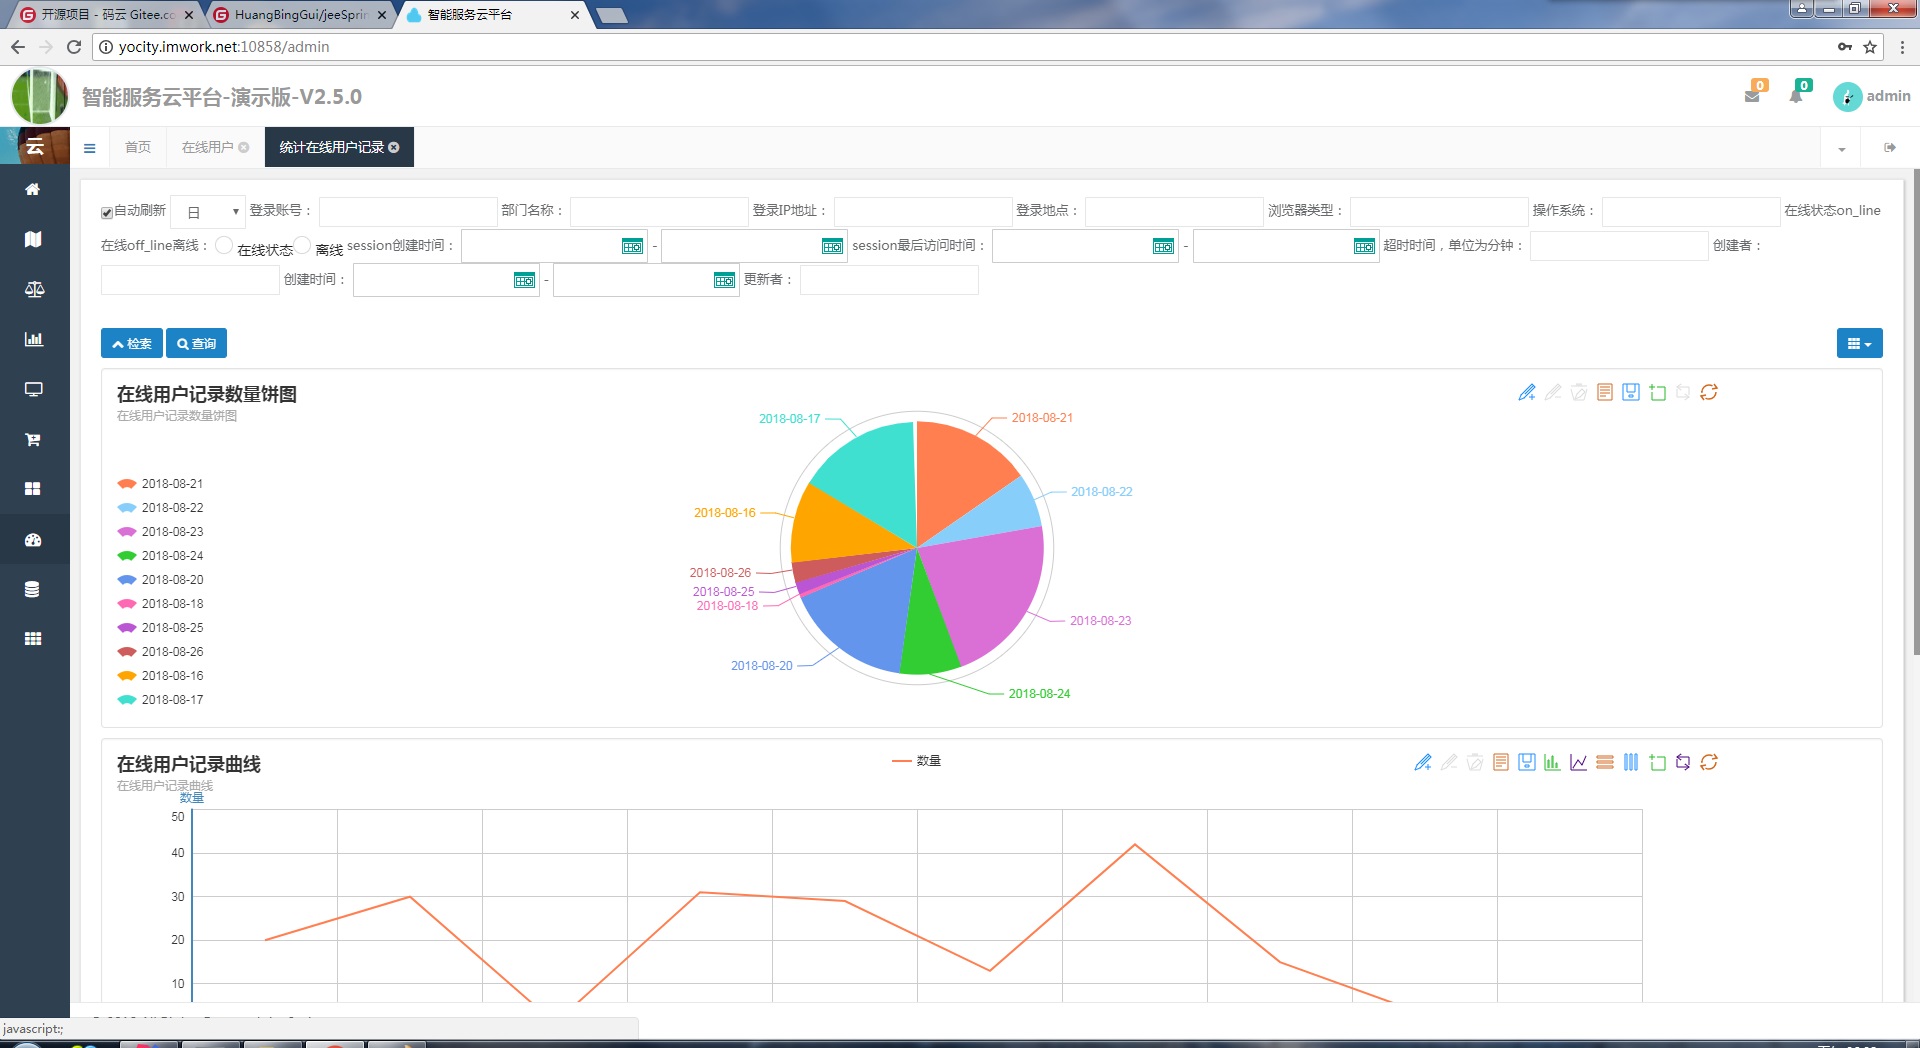 开源项目 - 码云 Gitee.co
HuangBingGui/jeeSprin
智能服务云平台
yocity.imwork.net:10858/admin
智能服务云平台-演示版-V2.5.0
0
0
admin
云
首页
在线用户
统计在线用户记录
自动刷新 日 登录账号： 部门名称： 登录IP地址： 登录地点： 浏览器类型： 操作系统： 在线状态on_line
在线off_line离线： 在线状态 离线 session创建时间： - session最后访问时间： - 超时时间，单位为分钟： 创建者：
创建时间： - 更新者：
检索 查询
在线用户记录数量饼图
在线用户记录数量饼图
2018-08-17
2018-08-21
2018-08-22
2018-08-16
2018-08-26
2018-08-25
2018-08-18
2018-08-23
2018-08-20
2018-08-24
2018-08-21
2018-08-22
2018-08-23
2018-08-24
2018-08-20
2018-08-18
2018-08-25
2018-08-26
2018-08-16
2018-08-17
在线用户记录曲线
在线用户记录曲线
数量
数量
50
40
30
20
10
javascript:;